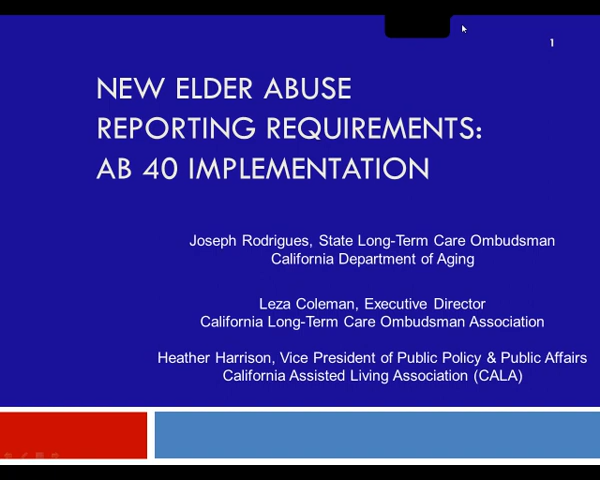 1
NEW ELDER ABUSE
REPORTING REQUIREMENTS:
AB 40 IMPLEMENTATION
Joseph Rodrigues, State Long-Term Care Ombudsman
California Department of Aging
Leza Coleman, Executive Director
California Long-Term Care Ombudsman Association
Heather Harrison, Vice President of Public Policy & Public Affairs
California Assisted Living Association (CALA)